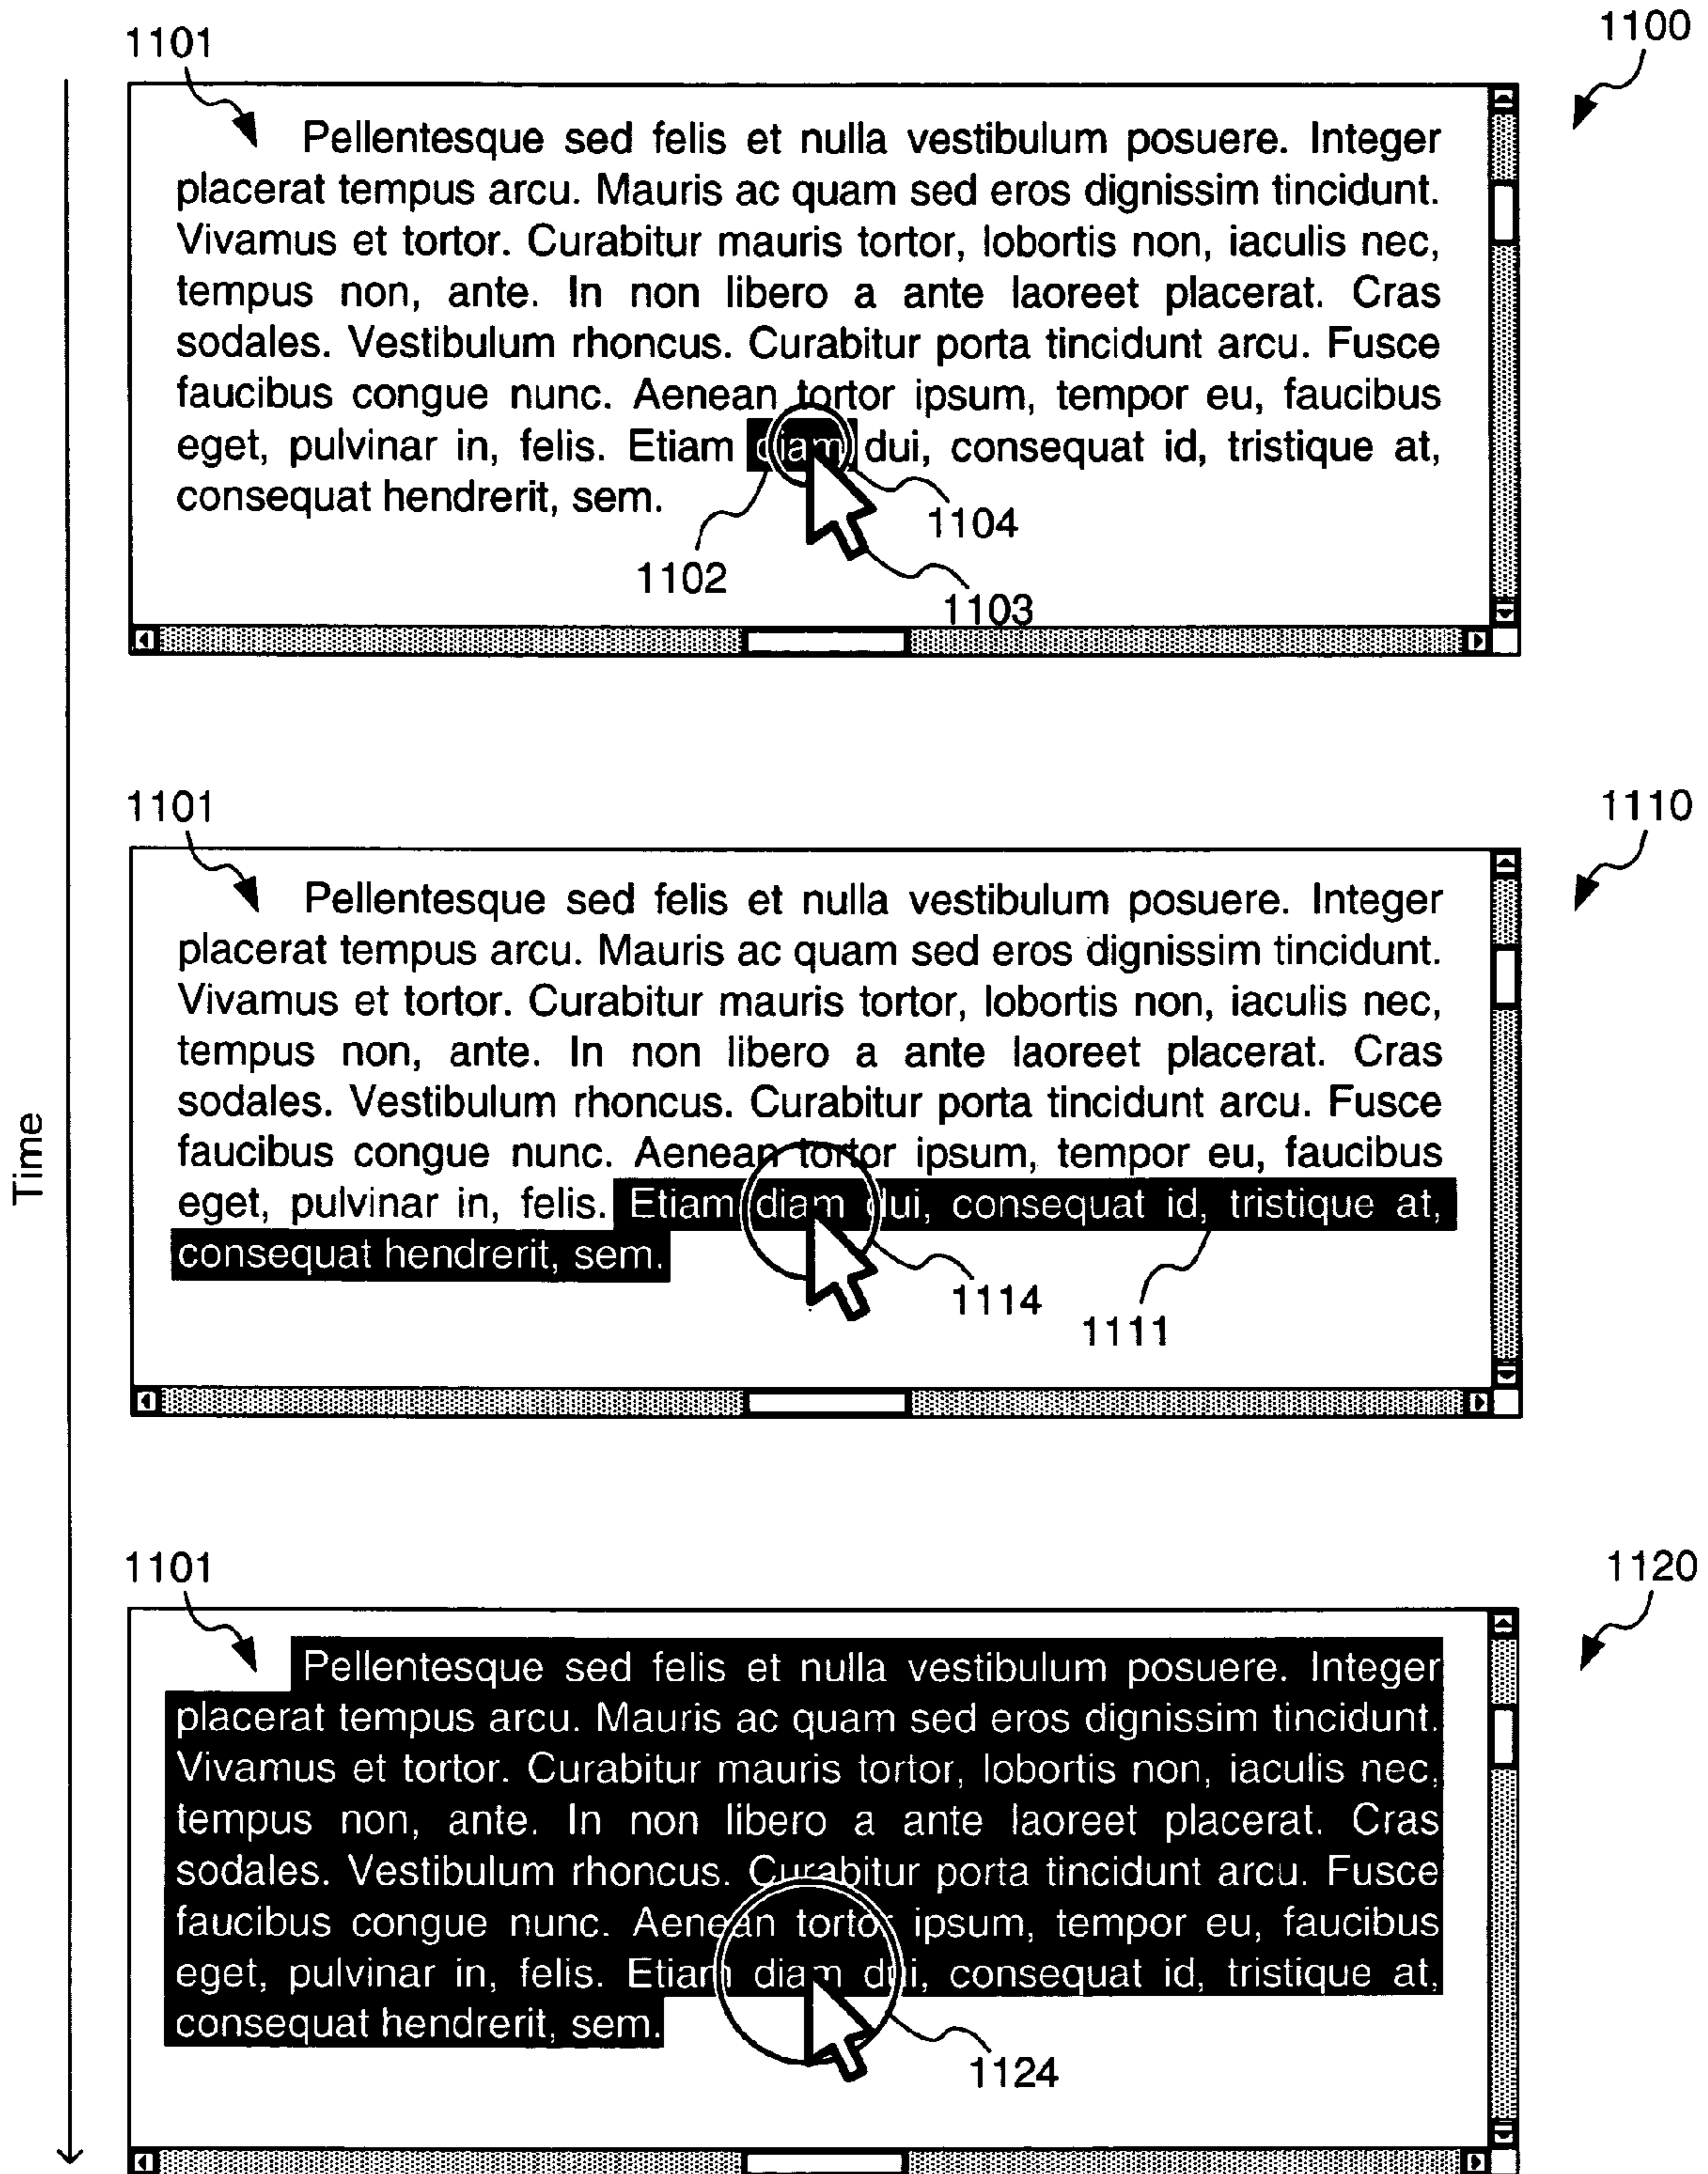 1101
1100
Pellentesque sed felis et nulla vestibulum posuere. Integer
placerat tempus arcu. Mauris ac quam sed eros dignissim tincidunt.
Vivamus et tortor. Curabitur mauris tortor, lobortis non, iaculis nec,
tempus non, ante. In non libero a ante laoreet placerat. Cras
sodales. Vestibulum rhoncus. Curabitur porta tincidunt arcu. Fusce
faucibus congue nunc. Aenean tortor ipsum, tempor eu, faucibus
eget, pulvinar in, felis. Etiam diam dui, consequat id, tristique at,
consequat hendrerit, sem.
1104
1102
1103
Time
1101
1110
Pellentesque sed felis et nulla vestibulum posuere. Integer
placerat tempus arcu. Mauris ac quam sed eros dignissim tincidunt.
Vivamus et tortor. Curabitur mauris tortor, lobortis non, iaculis nec,
tempus non, ante. In non libero a ante laoreet placerat. Cras
sodales. Vestibulum rhoncus. Curabitur porta tincidunt arcu. Fusce
faucibus congue nunc. Aenean tortor ipsum, tempor eu, faucibus
eget, pulvinar in, felis. Etiam diam dui, consequat id, tristique at,
consequat hendrerit, sem.
1114
1111
1101
1120
Pellentesque sed felis et nulla vestibulum posuere. Integer
placerat tempus arcu. Mauris ac quam sed eros dignissim tincidunt.
Vivamus et tortor. Curabitur mauris tortor, lobortis non, iaculis nec,
tempus non, ante. In non libero a ante laoreet placerat. Cras
sodales. Vestibulum rhoncus. Curabitur porta tincidunt arcu. Fusce
faucibus congue nunc. Aenean tortor ipsum, tempor eu, faucibus
eget, pulvinar in, felis. Etiam diam dui, consequat id, tristique at,
consequat hendrerit, sem.
1124